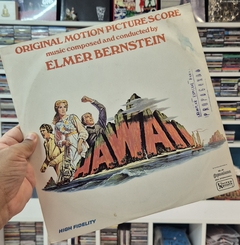 ORIGINAL MOTION PICTURE SCORE
music composed and conducted by
ELMER BERNSTEIN
HAWAII
HIGH FIDELITY